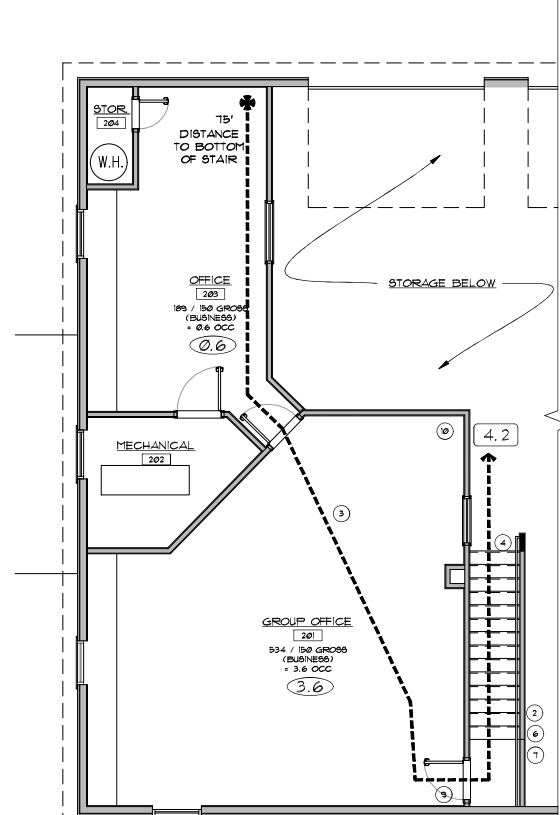 STOR.
204
W.H.
75'
DISTANCE
TO BOTTOM
OF STAIR
OFFICE
203
189 / 150 GROSS
(BUSINESS)
= 0.6 OCC
0.6
STORAGE BELOW
MECHANICAL
202
10
4.2
3
4
GROUP OFFICE
201
534 / 150 GROSS
(BUSINESS)
= 3.6 OCC
3.6
2
6
7
9